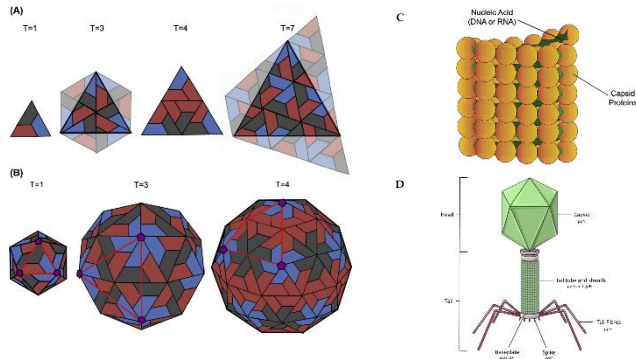 (A)
T=1
T=3
T=4
T=7
(B)
T=1
T=3
T=4
C
Nucleic Acid
(DNA or RNA)
Capsid
Proteins
D
Head
Capsid
Tail
Tail tube and sheath
Tail Fibres
Baseplate
Spike